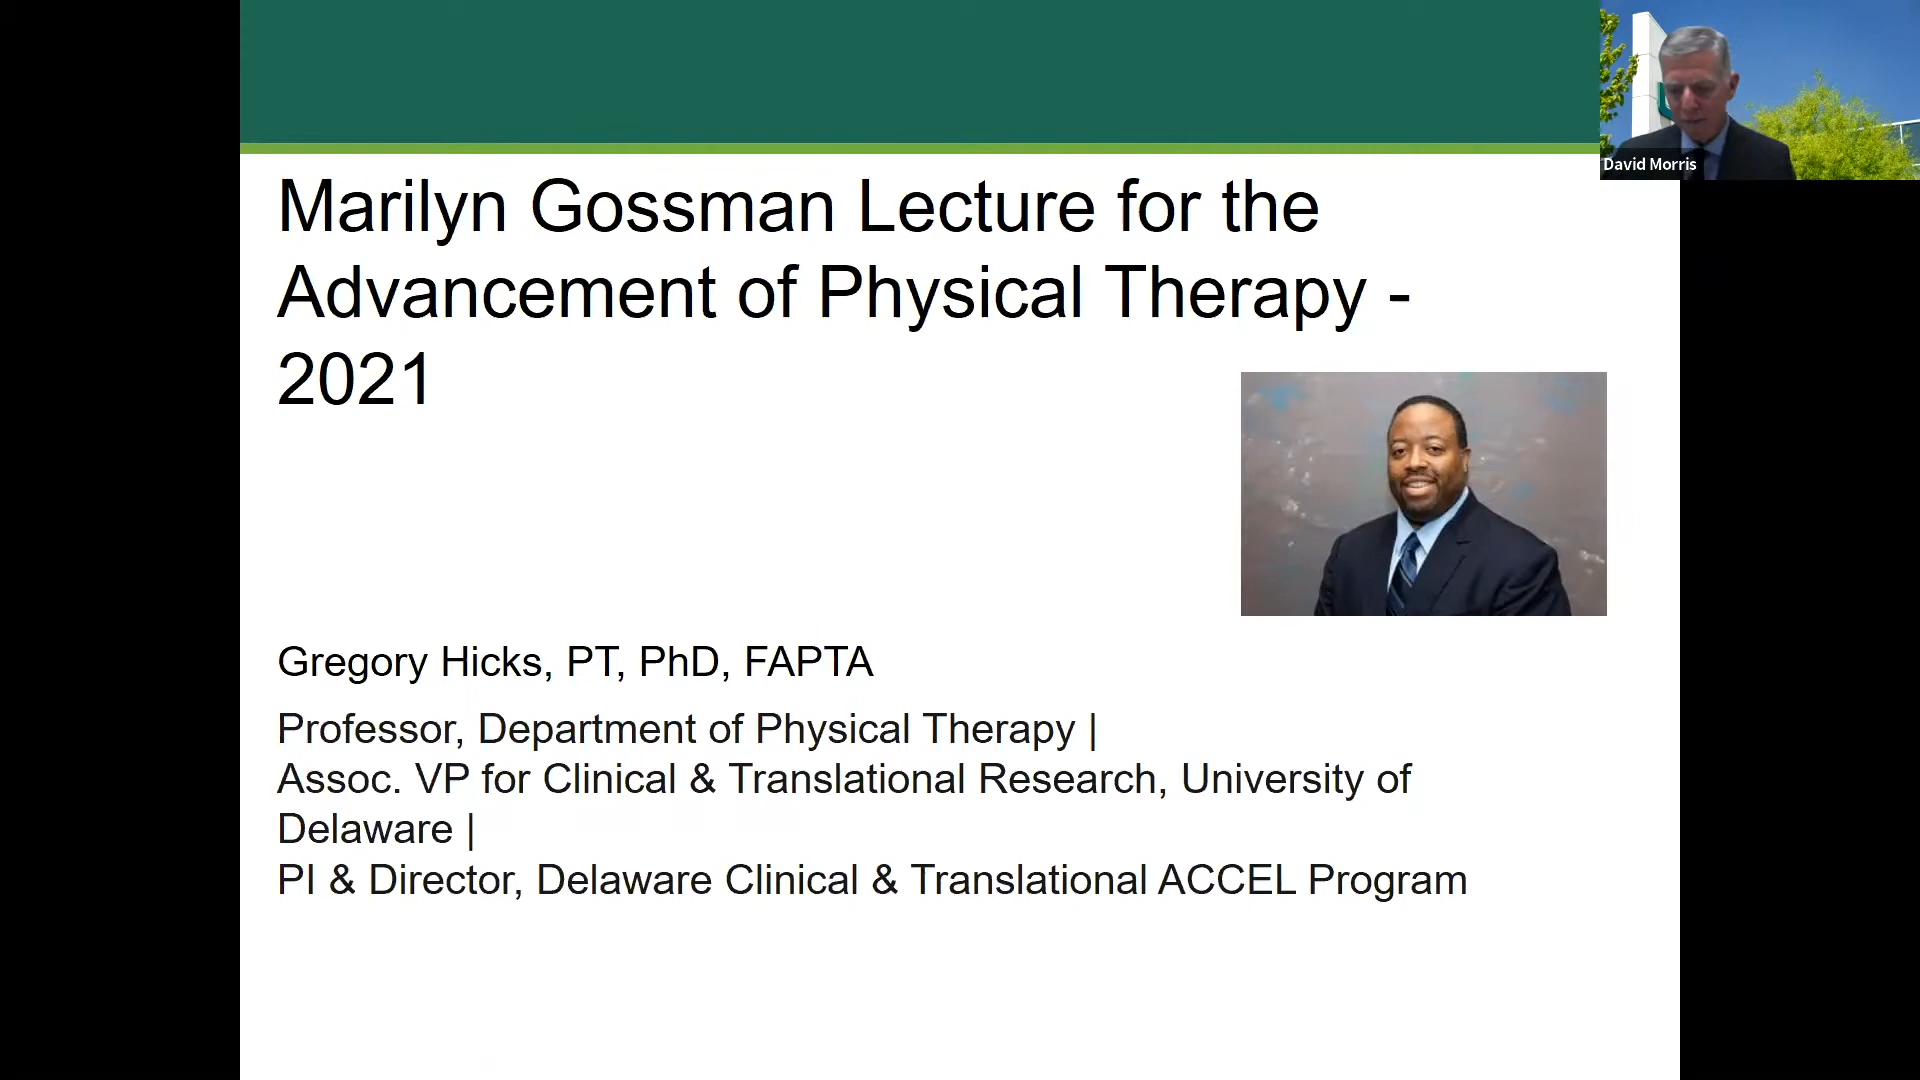 Marilyn Gossman Lecture for the
Advancement of Physical Therapy -
2021
David Morris
Gregory Hicks, PT, PhD, FAPTA
Professor, Department of Physical Therapy |
Assoc. VP for Clinical & Translational Research, University of
Delaware |
PI & Director, Delaware Clinical & Translational ACCEL Program